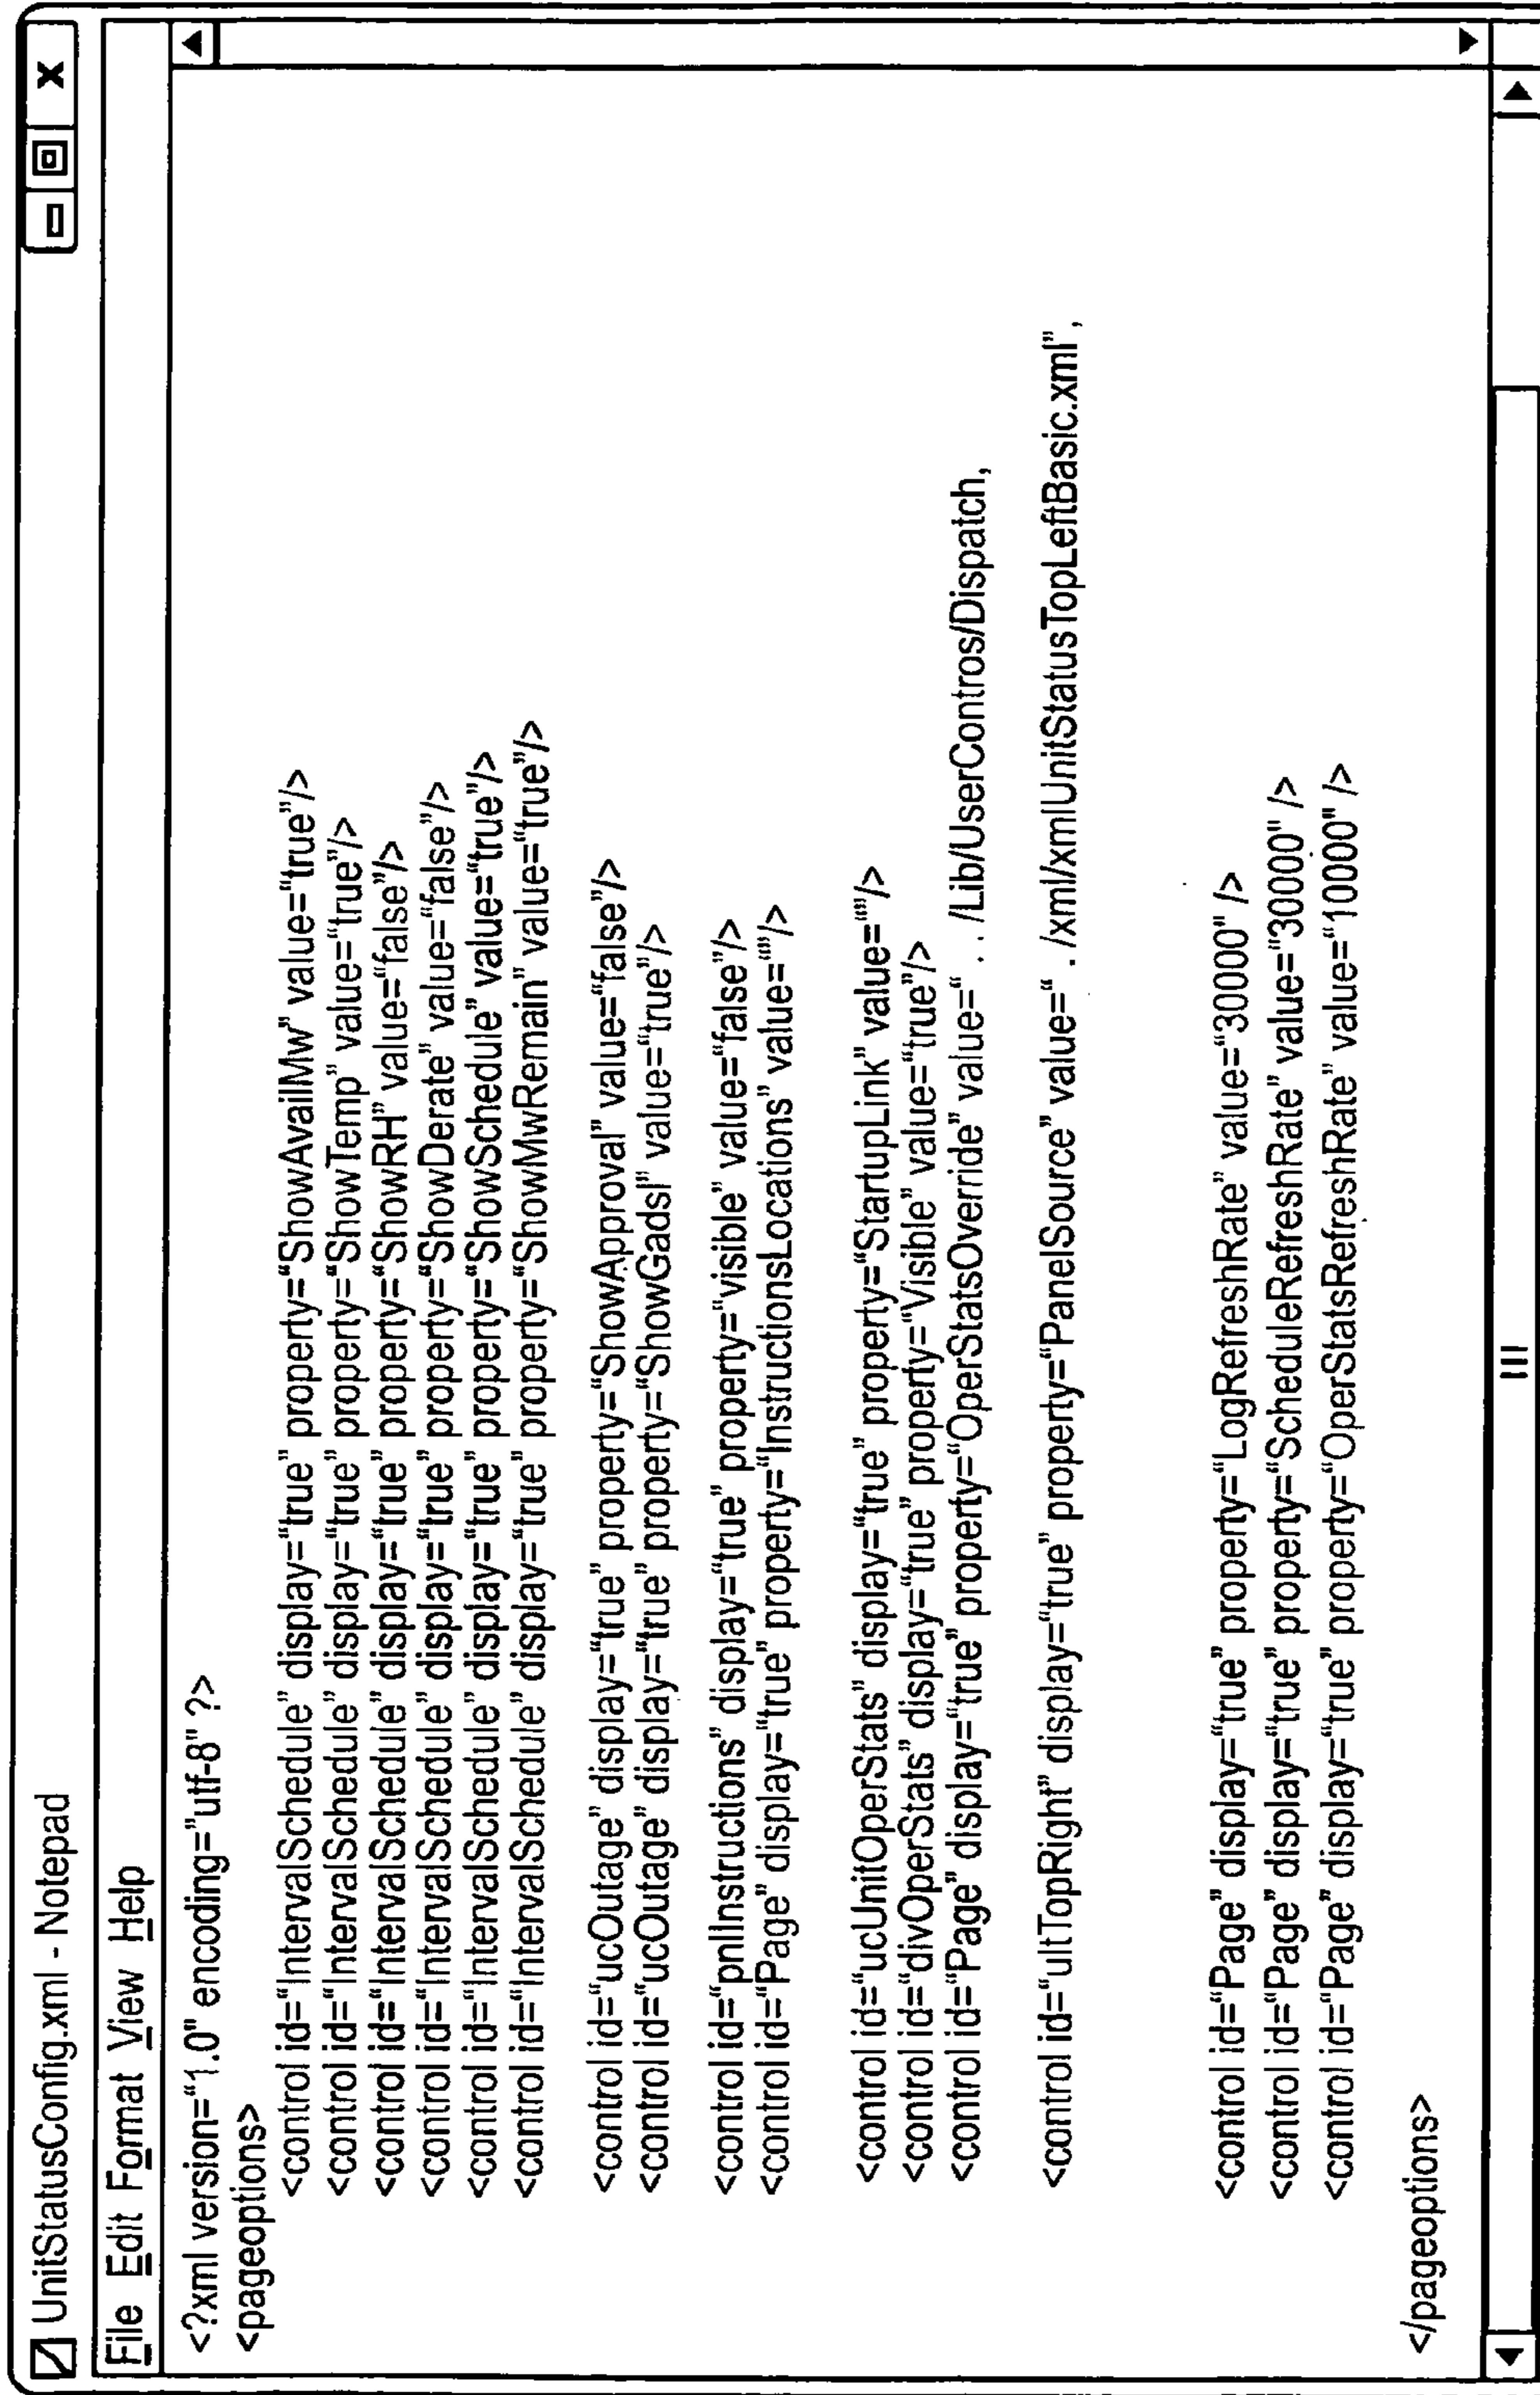 UnitStatusConfig.xml - Notepad
File Edit Format View Help
<?xml version=“1.0" encoding="utf-8" ?>
<pageoptions>
<control id=“IntervalSchedule” display=“true” property=“ShowAvailMw” value=“true”/>
<control id=“IntervalSchedule” display=“true” property=“ShowTemp” value=“true”/>
<control id=“IntervalSchedule” display=“true” property=“ShowRH” value=“false”/>
<control id=“IntervalSchedule” display=“true” property=“ShowDerate” value=“false”/>
<control id=“IntervalSchedule” display=“true” property=“ShowSchedule” value=“true”/>
<control id=“IntervalSchedule” display=“true” property=“ShowMwRemain” value=“true”/>
<control id=“ucOutage” display=“true” property=“ShowApproval” value=“false”/>
<control id=“ucOutage” display=“true” property=“ShowGadsl” value=“true”/>
<control id=“pnlInstructions” display=“true” property=“visible” value=“false”/>
<control id=“Page” display=“true” property=“InstructionsLocations” value=“”/>
<control id=“ucUnitOperStats” display=“true” property=“StartupLink” value=“”/>
<control id=“divOperStats” display=“true” property=“Visible” value=“true”/>
<control id=“Page” display=“true” property=“OperStatsOverride” value=“ . . /Lib/UserContros/Dispatch,
<control id=“ultTopRight” display=“true” property=“PanelSource” value=“ . /xml/xmlUnitStatusTopLeftBasic.xml”,
<control id=“Page” display=“true” property=“LogRefreshRate” value=“30000" />
<control id=“Page” display=“true” property=“ScheduleRefreshRate” value=“30000" />
<control id=“Page” display=“true” property=“OperStatsRefreshRate” value=“10000" />
</pageoptions>